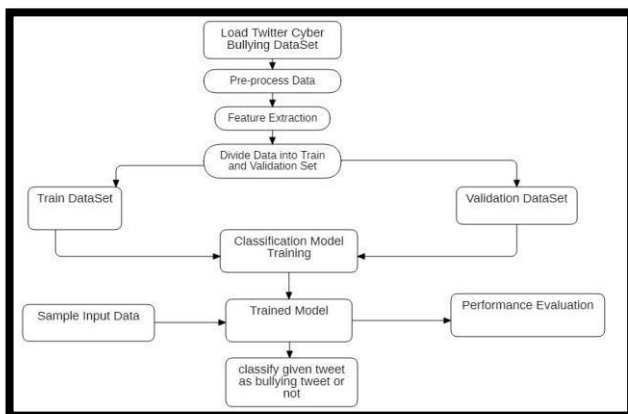 Load Twitter Cyber
Bullying DataSet
Pre-process Data
Feature Extraction
Divide Data into Train
and Validation Set
Train DataSet
Validation DataSet
Classification Model
Training
Sample Input Data
Trained Model
Performance Evaluation
classify given tweet
as bullying tweet or
not